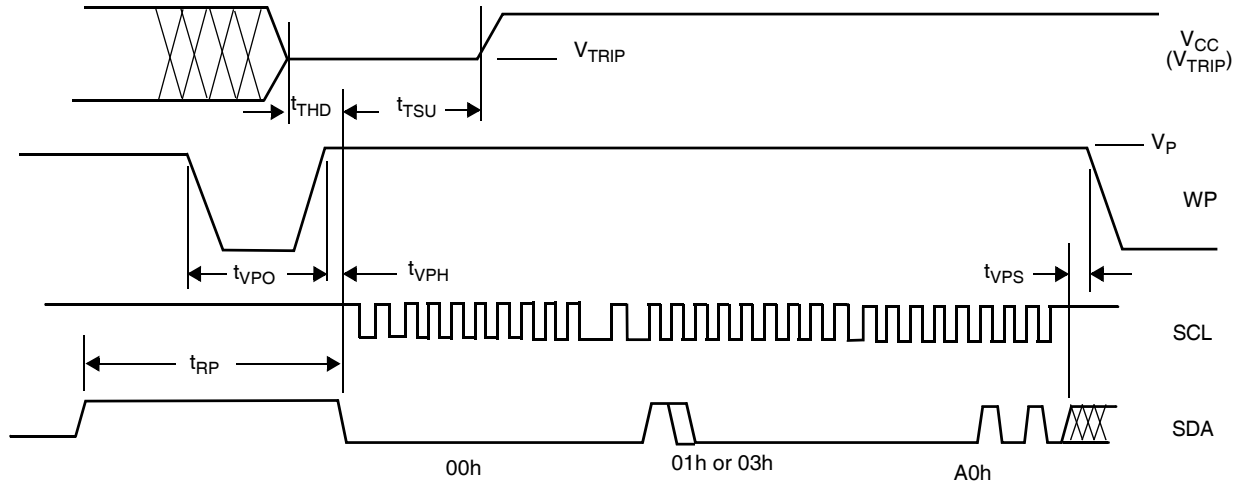 V_TRIP
V_CC
(V_TRIP)
t_THD
t_TSU
V_P
WP
t_VPO
t_VPH
t_VPS
SCL
t_RP
SDA
00h
01h or 03h
A0h